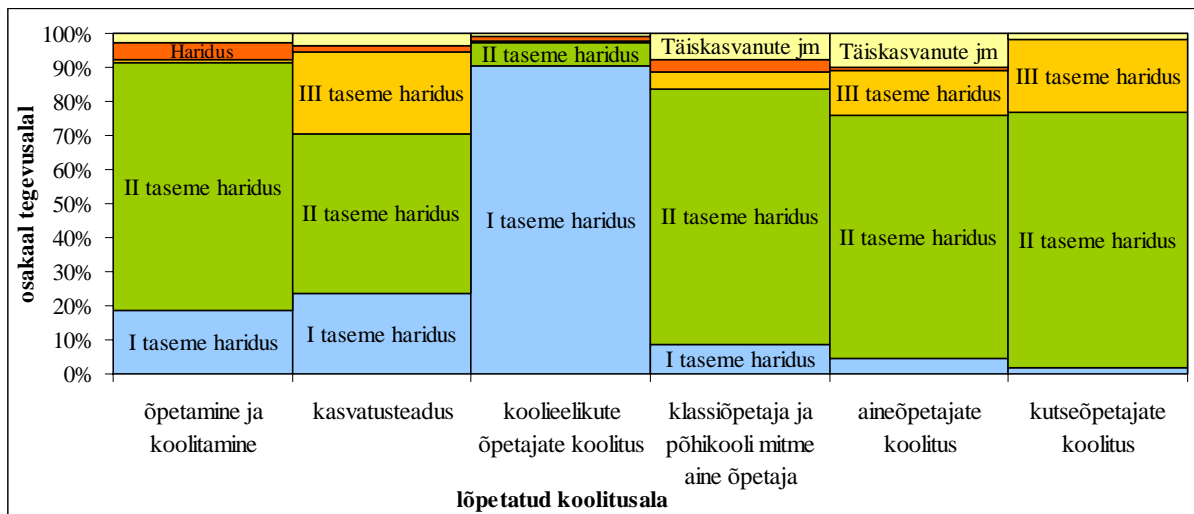 100%
90%
80%
70%
60%
50%
40%
30%
20%
10%
0%
osakaal tegevusalal
Haridus
II taseme haridus
I taseme haridus
III taseme haridus
II taseme haridus
I taseme haridus
II taseme haridus
I taseme haridus
Täiskasvanute jm
II taseme haridus
I taseme haridus
Täiskasvanute jm
III taseme haridus
II taseme haridus
III taseme haridus
II taseme haridus
õpetamine ja
koolitamine
kasvatusteadus
koolieelikute
õpetajate koolitus
klassiõpetaja ja
põhikooli mitme
aine õpetaja
aineõpetajate
koolitus
kutseõpetajate
koolitus
lõpetatud koolitusala